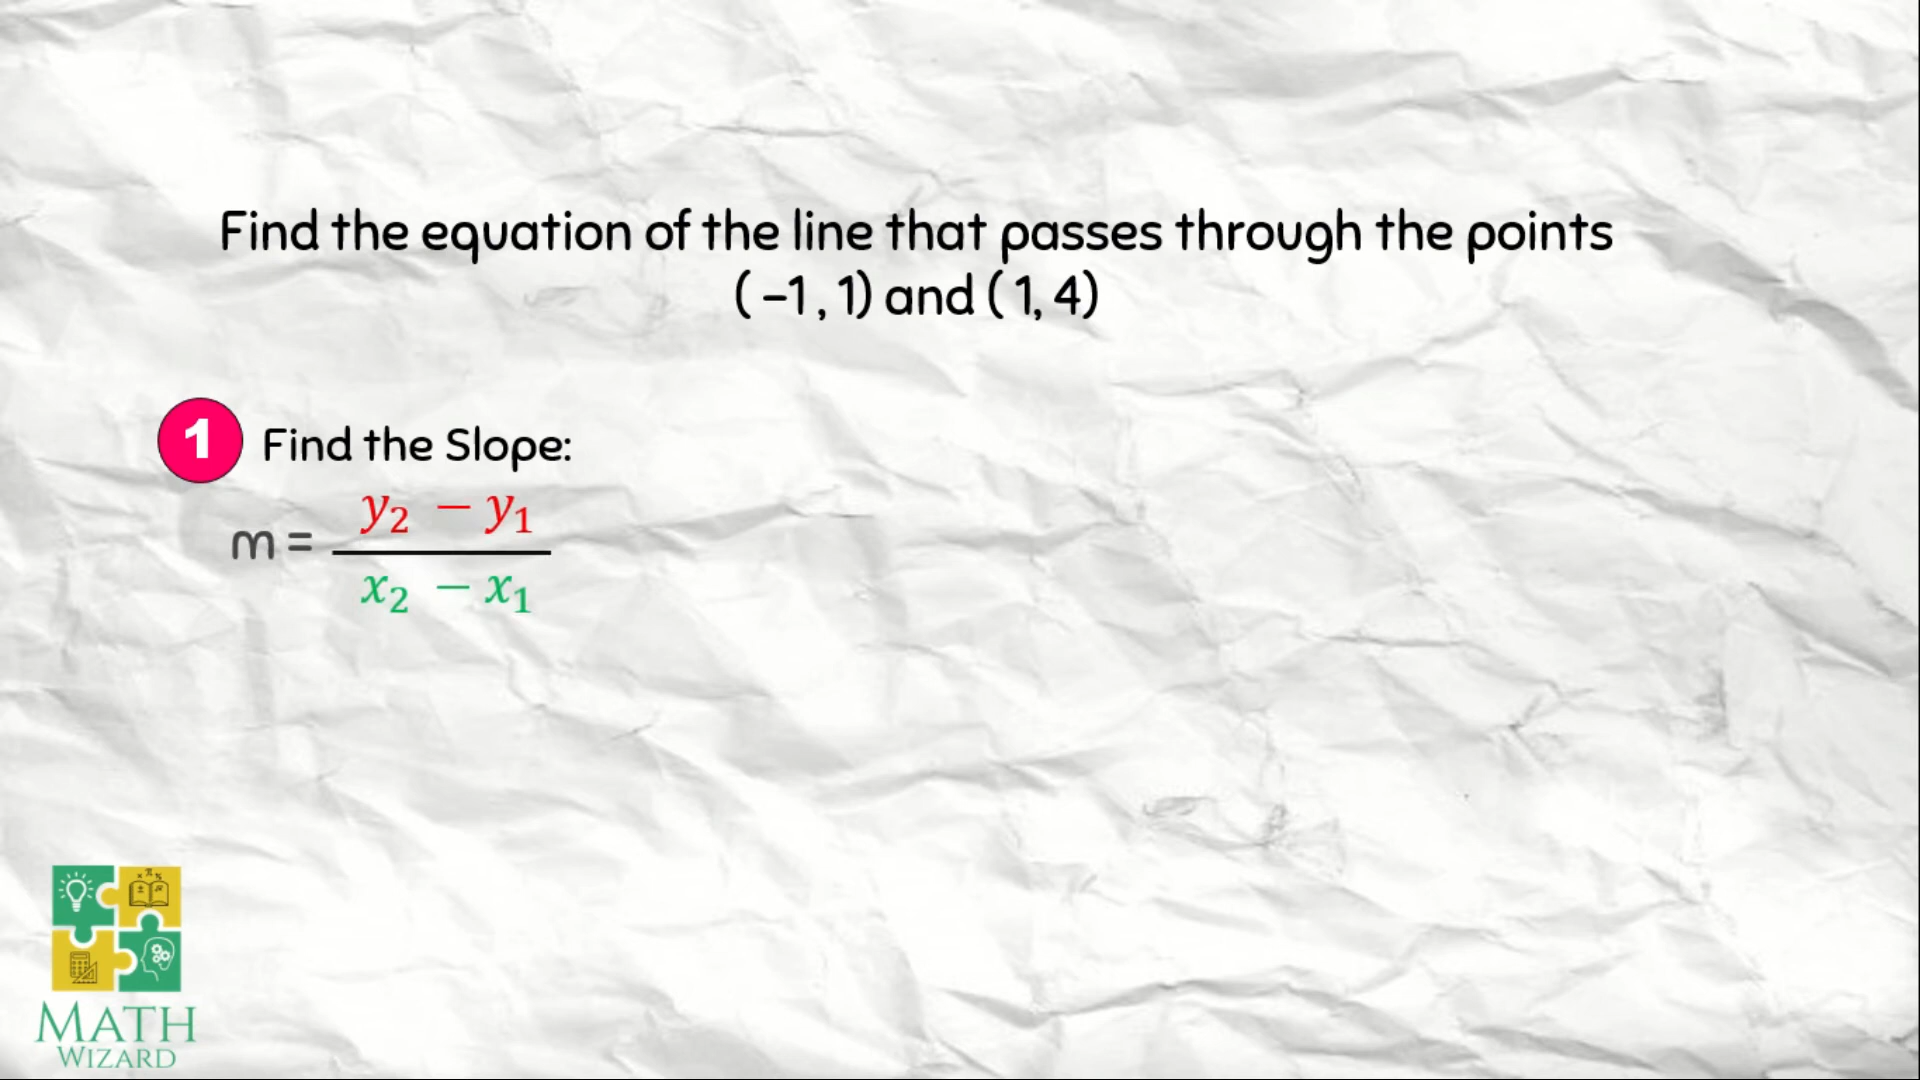 Find the equation of the line that passes through the points
( -1 , 1) and ( 1, 4)
1 Find the Slope:
m = y₂ − y₁ / x₂ − x₁
MATH
WIZARD